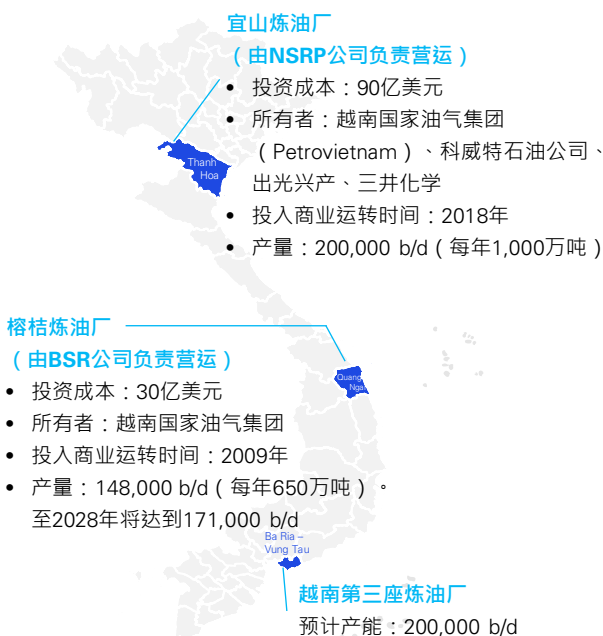 宜山炼油厂
（由NSRP公司负责营运）
• 投资成本：90亿美元
• 所有者：越南国家油气集团
（Petrovietnam）、科威特石油公司、
出光兴产、三井化学
• 投入商业运转时间：2018年
• 产量：200,000 b/d（每年1,000万吨）
Thanh
Hoa
榕桔炼油厂
（由BSR公司负责营运）
• 投资成本：30亿美元
• 所有者：越南国家油气集团
• 投入商业运转时间：2009年
• 产量：148,000 b/d（每年650万吨）。
至2028年将达到171,000 b/d
Quang
Ngai
Ba Ria –
Vung Tau
越南第三座炼油厂
预计产能：200,000 b/d